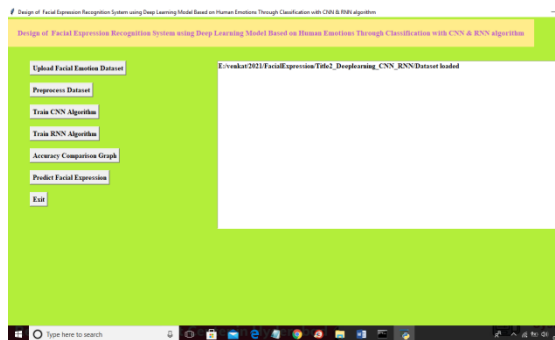 Design of Facial Expression Recognition System using Deep Learning Model Based on Human Emotions Through Classification with CNN & RNN algorithm
Design of Facial Expression Recognition System using Deep Learning Model Based on Human Emotions Through Classification with CNN & RNN algorithm
Upload Facial Emotion Dataset
E:/venkat/2021/FacialExpression/Title2_Deeplearning_CNN_RNN/Dataset loaded
Preprocess Dataset
Train CNN Algorithm
Train RNN Algorithm
Accuracy Comparison Graph
Predict Facial Expression
Exit
Type here to search